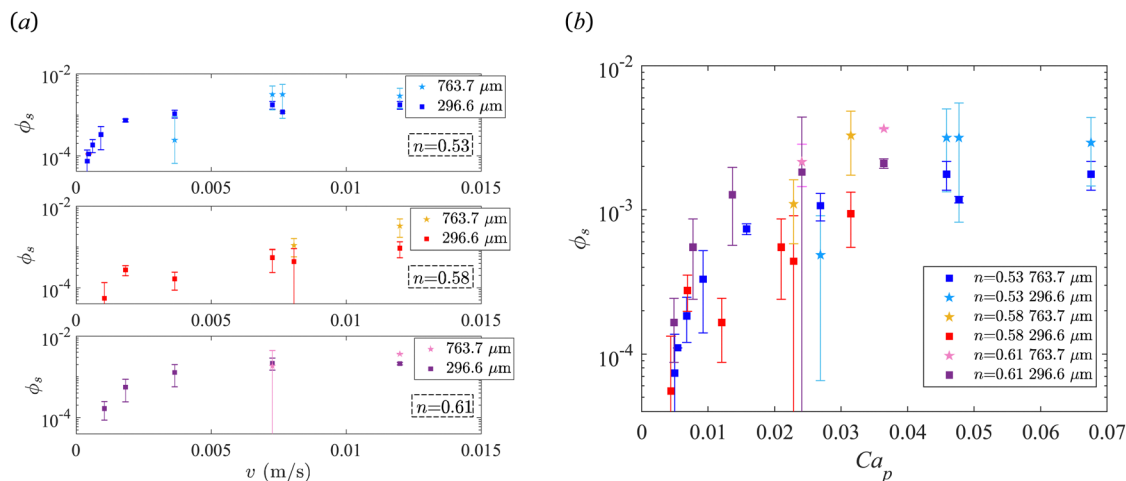 (a)
10⁻²
ϕₛ
10⁻⁴
★ 763.7 μm
■ 296.6 μm
n=0.53
0 0.005 0.01 0.015
10⁻²
ϕₛ
10⁻⁴
★ 763.7 μm
■ 296.6 μm
n=0.58
0 0.005 0.01 0.015
10⁻²
ϕₛ
10⁻⁴
★ 763.7 μm
■ 296.6 μm
n=0.61
0 0.005 0.01 0.015
v (m/s)
(b)
10⁻²
10⁻³
ϕₛ
10⁻⁴
n=0.53 763.7 μm
n=0.53 296.6 μm
n=0.58 763.7 μm
n=0.58 296.6 μm
n=0.61 763.7 μm
n=0.61 296.6 μm
0 0.01 0.02 0.03 0.04 0.05 0.06 0.07
Caₚ